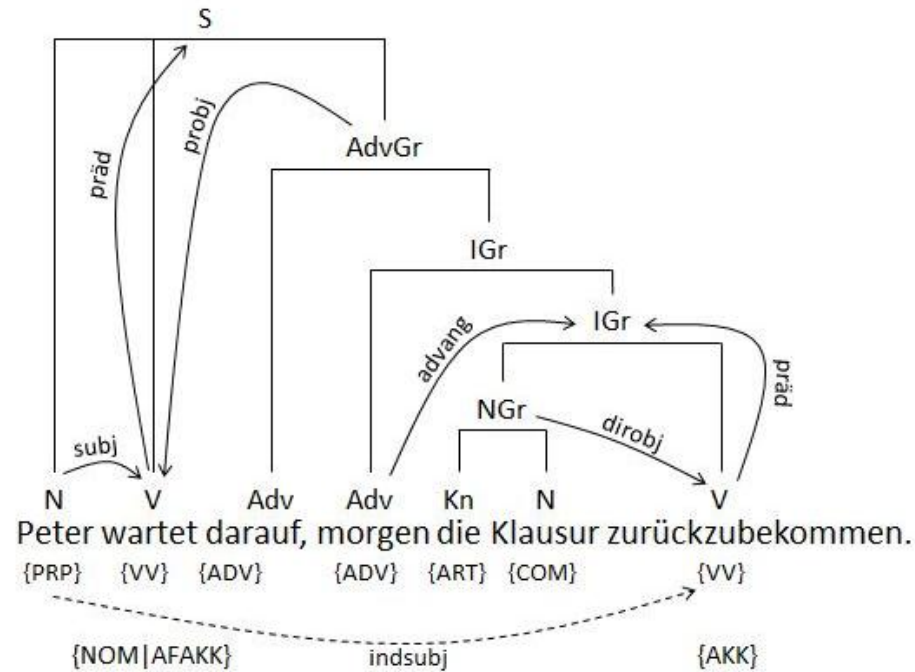 S
präd
probj
AdvGr
IGr
advang
IGr
präd
NGr
dirobj
subj
N V Adv Adv Kn N V
Peter wartet darauf, morgen die Klausur zurückzubekommen.
{PRP} {VV} {ADV} {ADV} {ART} {COM} {VV}
{NOM|AFAKK} indsubj {AKK}